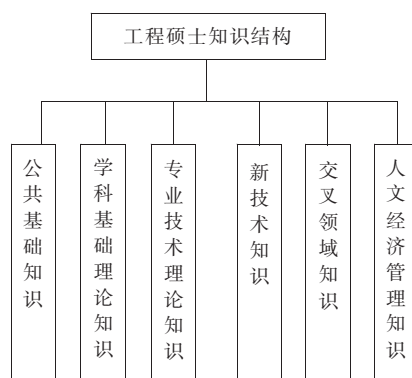 工程硕士知识结构
公共基础知识
学科基础理论知识
专业技术理论知识
新技术知识
交叉领域知识
人文经济管理知识